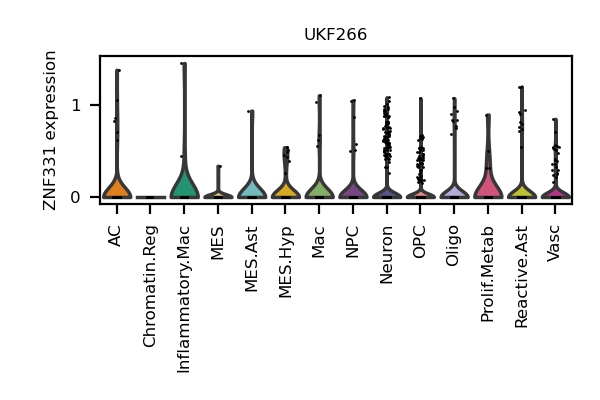 UKF266
ZNF331 expression
1
0
AC
Chromatin.Reg
Inflammatory.Mac
MES
MES.Ast
MES.Hyp
Mac
NPC
Neuron
OPC
Oligo
Prolif.Metab
Reactive.Ast
Vasc